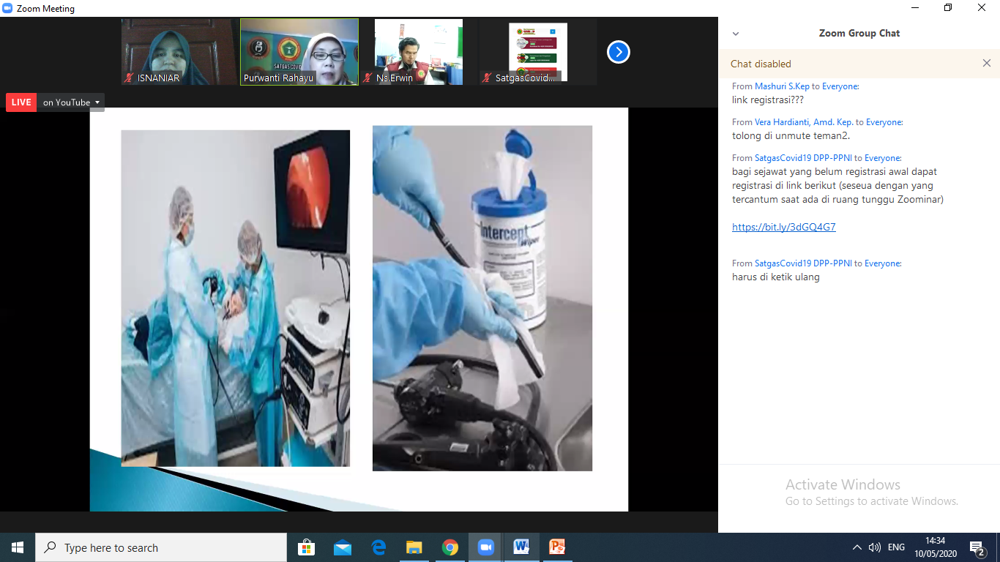 Zoom Meeting
ISNANIAR
Purwanti Rahayu
Ns.Erwin
SatgasCovid...
SATGAS COVID
LIVE on YouTube
Intercept
Wipes
Zoom Group Chat
Chat disabled
From Mashuri S.Kep to Everyone:
link registrasi???
From Vera Hardianti, Amd. Kep. to Everyone:
tolong di unmute teman2.
From SatgasCovid19 DPP-PPNI to Everyone:
bagi sejawat yang belum registrasi awal dapat
registrasi di link berikut (seseua dengan yang
tercantum saat ada di ruang tunggu Zoominar)
https://bit.ly/3dGQ4G7
From SatgasCovid19 DPP-PPNI to Everyone:
harus di ketik ulang
Activate Windows
Go to Settings to activate Windows.
Type here to search
ENG
14:34
10/05/2020
2